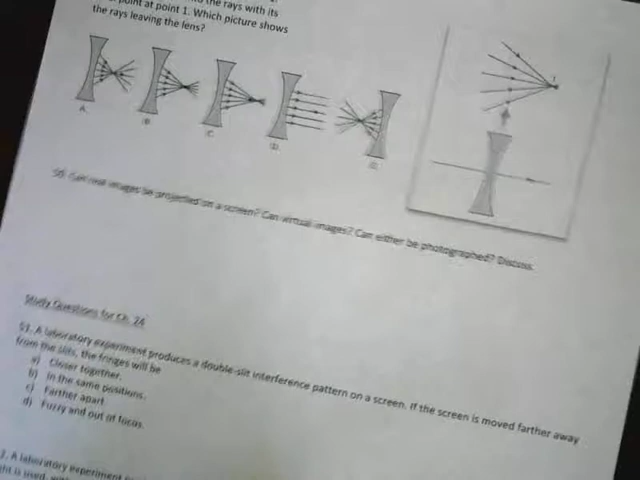 the rays with its
point at point 1. Which picture shows
the rays leaving the lens?
A.
B.
C.
D.
50. Can real images be projected on a screen? Can virtual images? Can either be photographed? Discuss.
Study Questions for Ch. 24
51. A laboratory experiment produces a double-slit interference pattern on a screen. If the screen is moved farther away
from the slits, the fringes will be
a) Closer together.
b) In the same positions.
c) Farther apart
d) Fuzzy and out of focus.
. A laboratory experiment